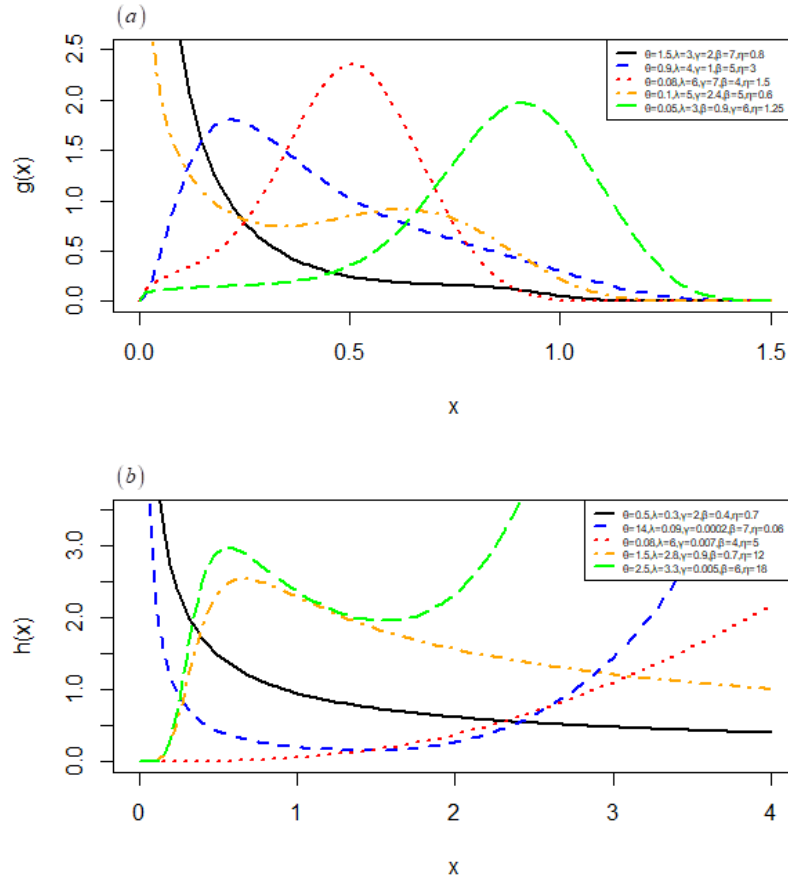 (a)
θ=1.5,λ=3,γ=2,β=7,η=0.8
θ=0.9,λ=4,γ=1,β=5,η=3
θ=0.08,λ=6,γ=7,β=4,η=1.5
θ=0.1,λ=5,γ=2.4,β=5,η=0.6
θ=0.05,λ=3,β=0.9,γ=6,η=1.25
g(x)
2.5
2.0
1.5
1.0
0.5
0.0
0.0 0.5 1.0 1.5
x
(b)
θ=0.5,λ=0.3,γ=2,β=0.4,η=0.7
θ=14,λ=0.09,γ=0.0002,β=7,η=0.06
θ=0.08,λ=6,γ=0.007,β=4,η=5
θ=1.5,λ=2.8,γ=0.9,β=0.7,η=12
θ=2.5,λ=3.3,γ=0.005,β=6,η=18
h(x)
3.0
2.0
1.0
0.0
0 1 2 3 4
x